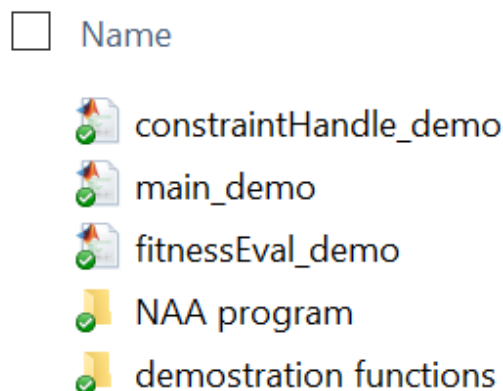 Name
constraintHandle_demo
main_demo
fitnessEval_demo
NAA program
demostration functions